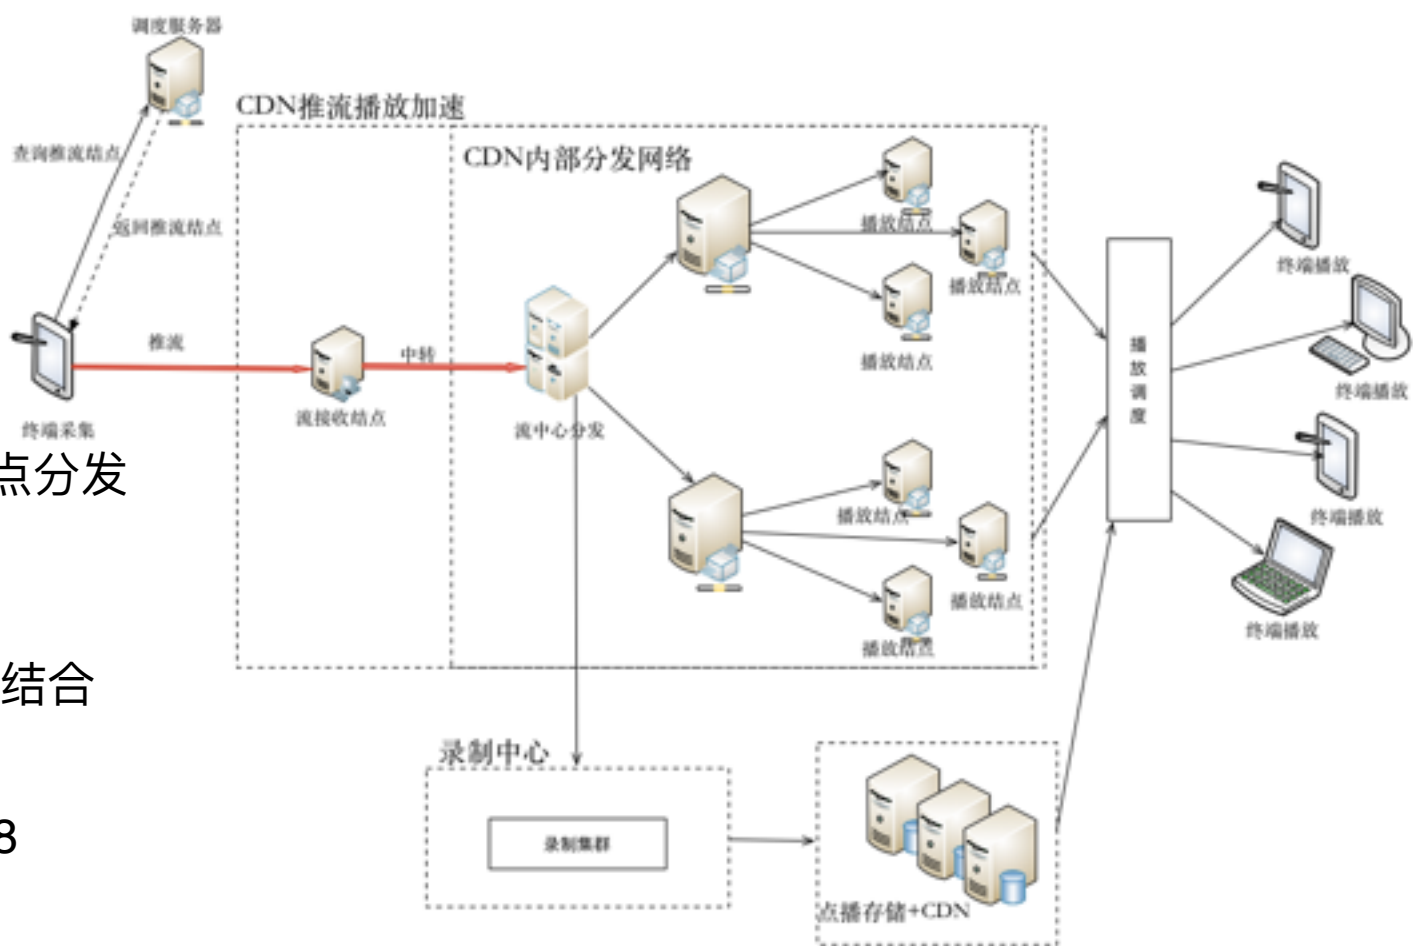 调度服务器
CDN推流播放加速
查询推流结点
CDN内部分发网络
返回推流结点
播放结点
播放结点
终端播放
推流
中转
播放结点
播放调度
终端播放
终端采集
流接收结点
流中心分发
点分发
播放结点
终端播放
播放结点
播放结点
终端播放
结合
录制中心
8
录制集群
点播存储+CDN